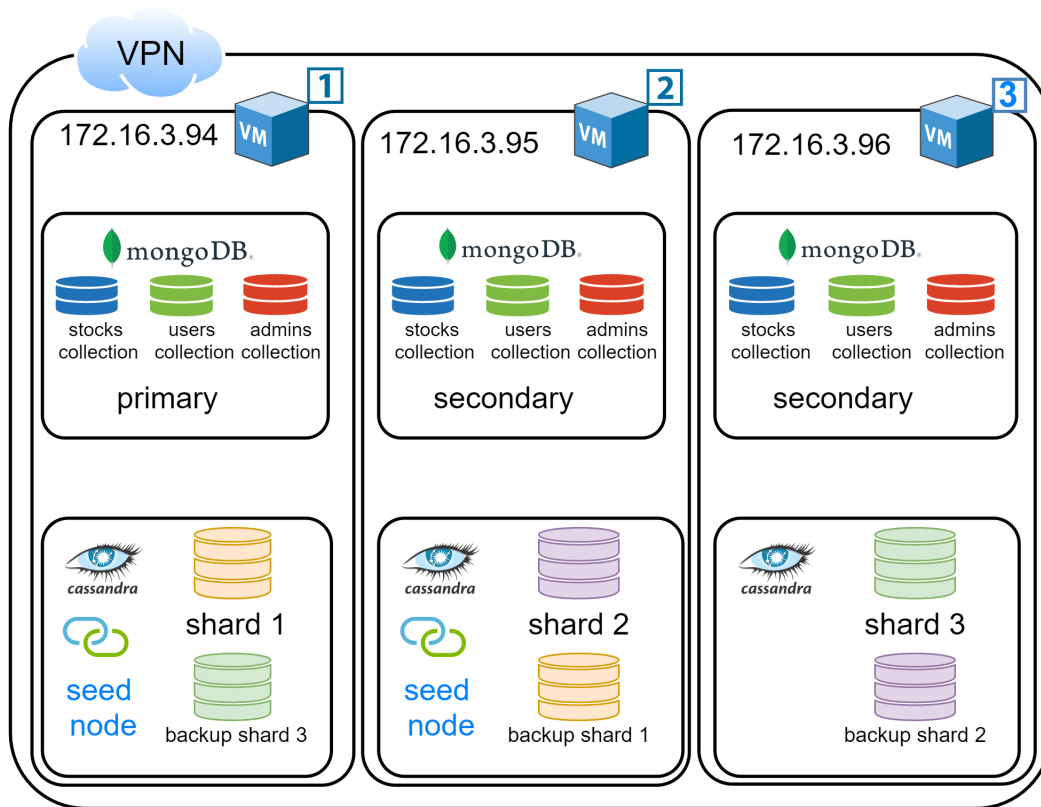 VPN
1
172.16.3.94
VM
mongoDB®
stocks
collection
users
collection
admins
collection
primary
cassandra
shard 1
seed
node
backup shard 3
2
172.16.3.95
VM
mongoDB®
stocks
collection
users
collection
admins
collection
secondary
cassandra
shard 2
seed
node
backup shard 1
3
172.16.3.96
VM
mongoDB®
stocks
collection
users
collection
admins
collection
secondary
cassandra
shard 3
backup shard 2